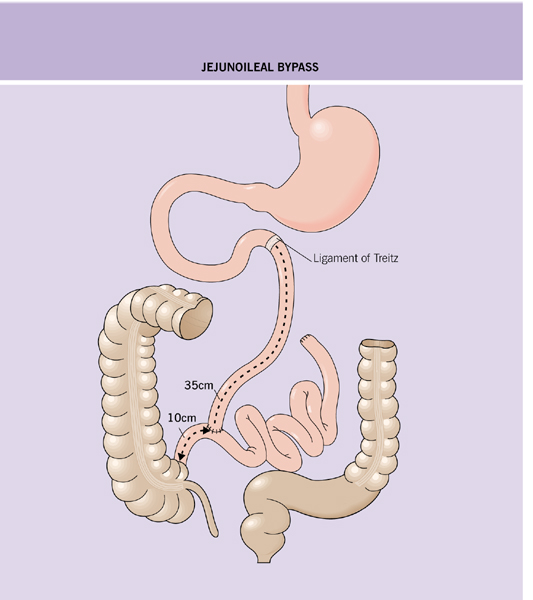 JEJUNOILEAL BYPASS
Ligament of Treitz
35cm
10cm